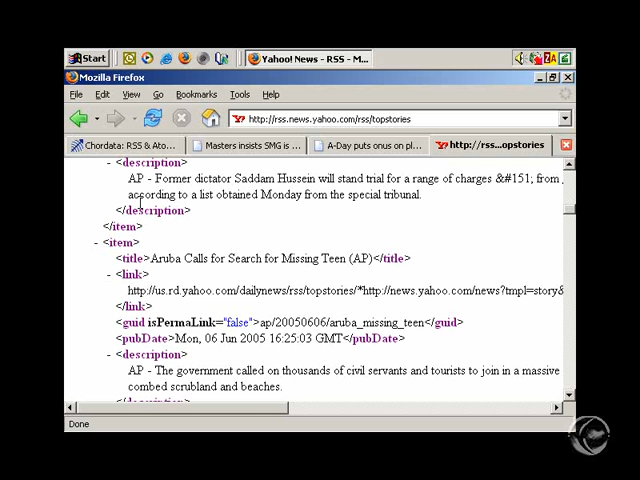 Start
Yahoo! News - RSS - M...
Mozilla Firefox
File Edit View Go Bookmarks Tools Help
http://rss.news.yahoo.com/rss/topstories
Chordata: RSS & Ato...
Masters insists SMG is ...
A-Day puts onus on pl...
http://rss...opstories
- <description>
AP - Former dictator Saddam Hussein will stand trial for a range of charges &#151; from
according to a list obtained Monday from the special tribunal.
</description>
</item>
- <item>
<title>Aruba Calls for Search for Missing Teen (AP)</title>
- <link>
http://us.rd.yahoo.com/dailynews/rss/topstories/*http://news.yahoo.com/news?tmpl=story&
</link>
<guid isPermaLink="false">ap/20050606/aruba_missing_teen</guid>
<pubDate>Mon, 06 Jun 2005 16:25:03 GMT</pubDate>
- <description>
AP - The government called on thousands of civil servants and tourists to join in a massive
combed scrubland and beaches.
</description>
Done